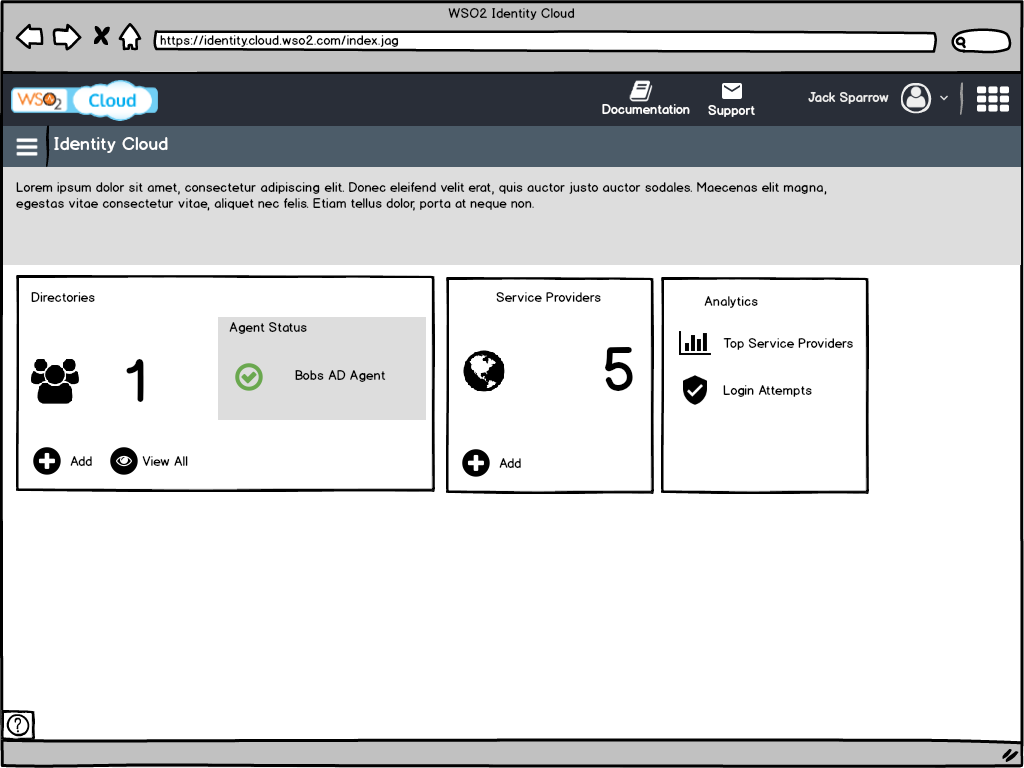 WSO2 Identity Cloud
https://identity.cloud.wso2.com/index.jag
WSO2 Cloud
Documentation
Support
Jack Sparrow
Identity Cloud
Lorem ipsum dolor sit amet, consectetur adipiscing elit. Donec eleifend velit erat, quis auctor justo auctor sodales. Maecenas elit magna,
egestas vitae consectetur vitae, aliquet nec felis. Etiam tellus dolor, porta at neque non.
Directories
Agent Status
1
Bobs AD Agent
Add
View All
Service Providers
5
Add
Analytics
Top Service Providers
Login Attempts
?